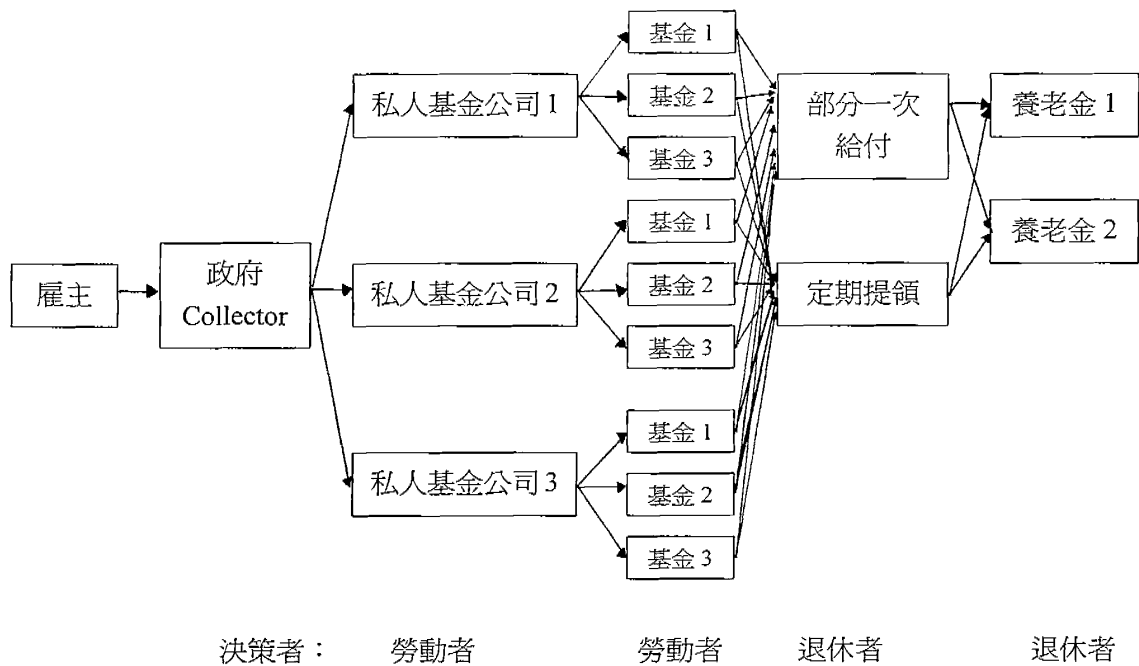 雇主
政府
Collector
私人基金公司 1
私人基金公司 2
私人基金公司 3
基金 1
基金 2
基金 3
基金 1
基金 2
基金 3
基金 1
基金 2
基金 3
部分一次
給付
定期提領
養老金 1
養老金 2
決策者： 勞動者 勞動者 退休者 退休者